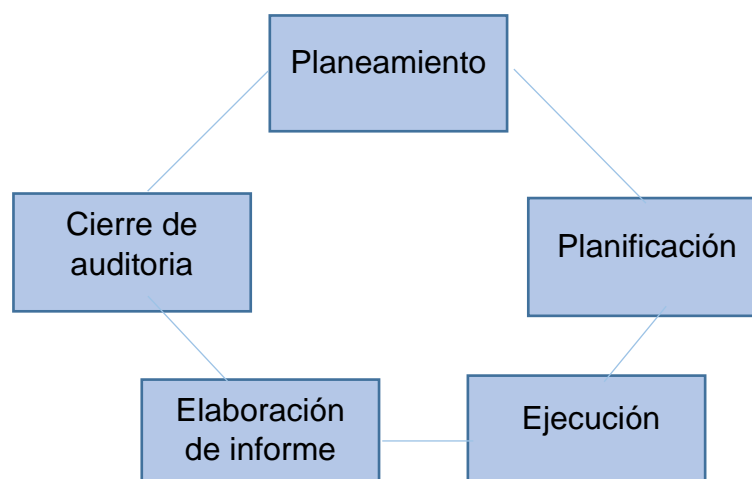 Planeamiento
Planificación
Ejecución
Elaboración
de informe
Cierre de
auditoria